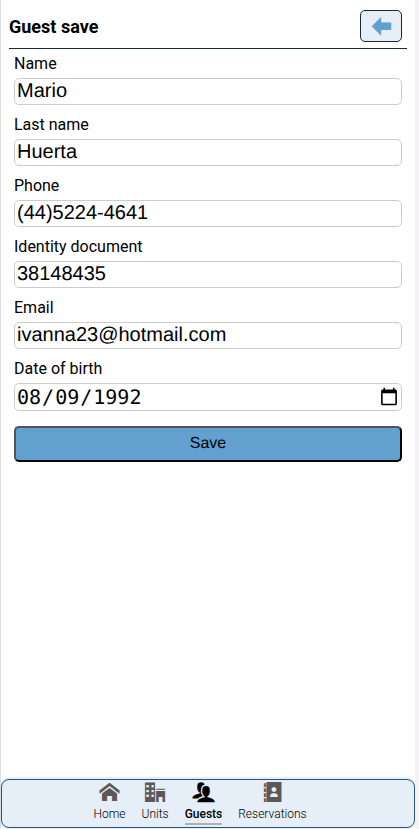 Guest save
Name
Mario
Last name
Huerta
Phone
(44)5224-4641
Identity document
38148435
Email
ivanna23@hotmail.com
Date of birth
08/09/1992
Save
Home Units Guests Reservations